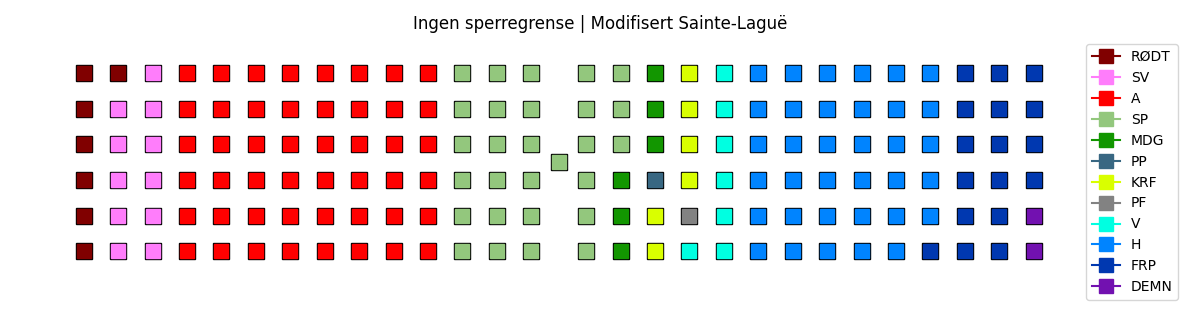 Ingen sperregrense | Modifisert Sainte-Laguë
RØDT
SV
A
SP
MDG
PP
KRF
PF
V
H
FRP
DEMN